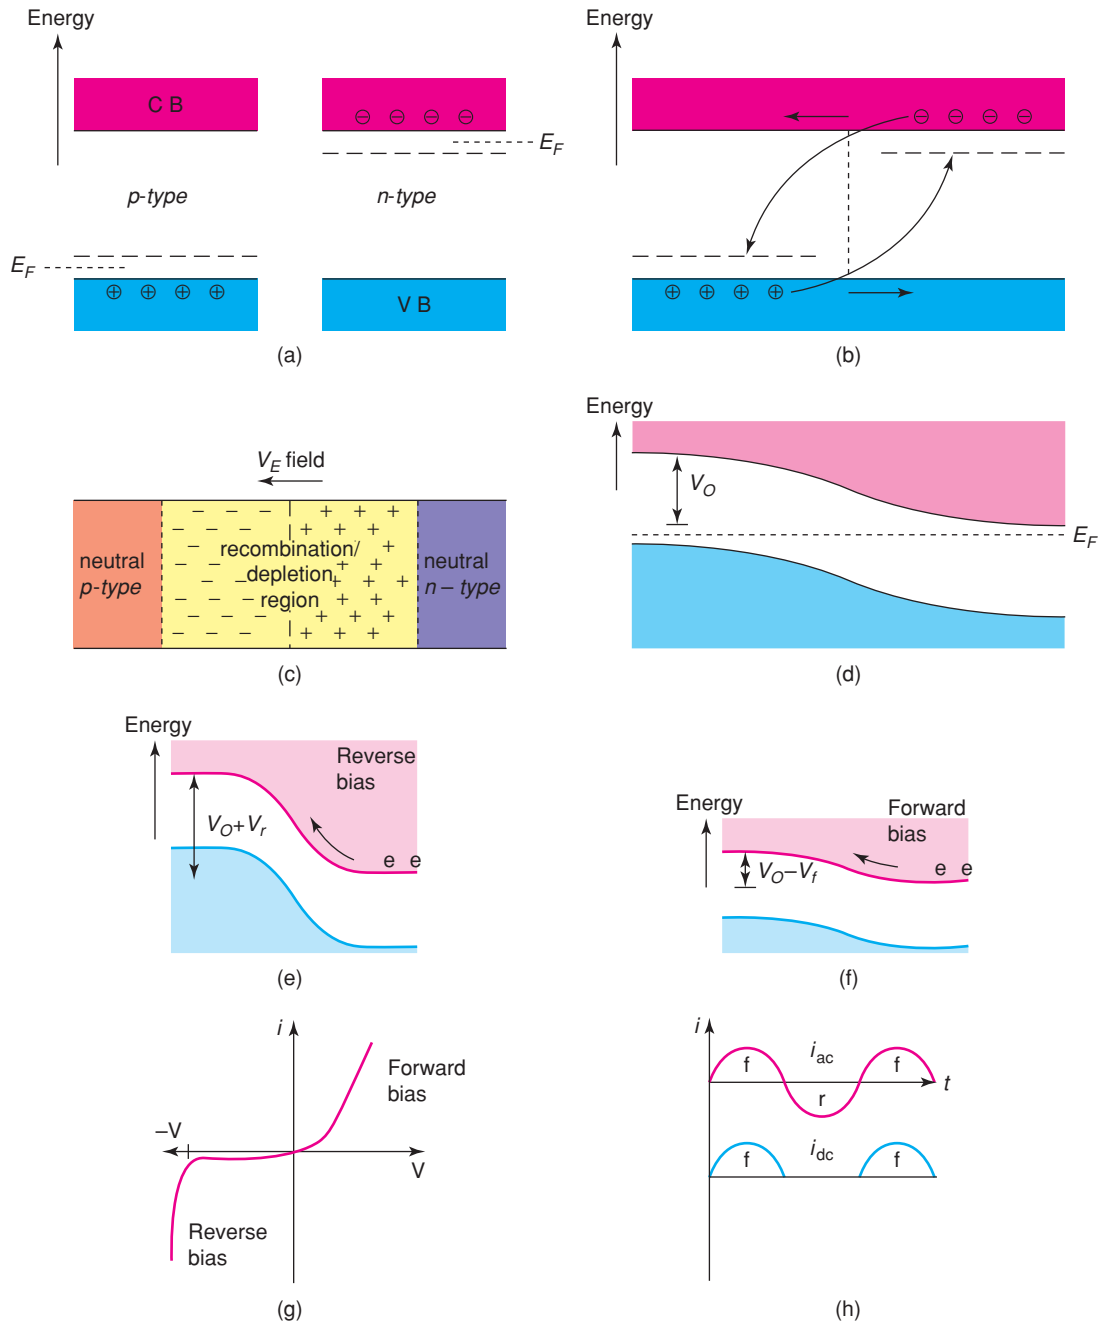 Energy
C B
E_F
p-type
n-type
E_F
V B
(a)
Energy
(b)
V_E field
neutral
p-type
recombination/
depletion
region
neutral
n – type
(c)
Energy
V_O
E_F
(d)
Energy
Reverse
bias
V_O+V_r
e e
(e)
Energy
Forward
bias
V_O–V_f
e e
(f)
i
Forward
bias
–V
V
Reverse
bias
(g)
i
i_ac
f
f
r
t
i_dc
f
f
(h)